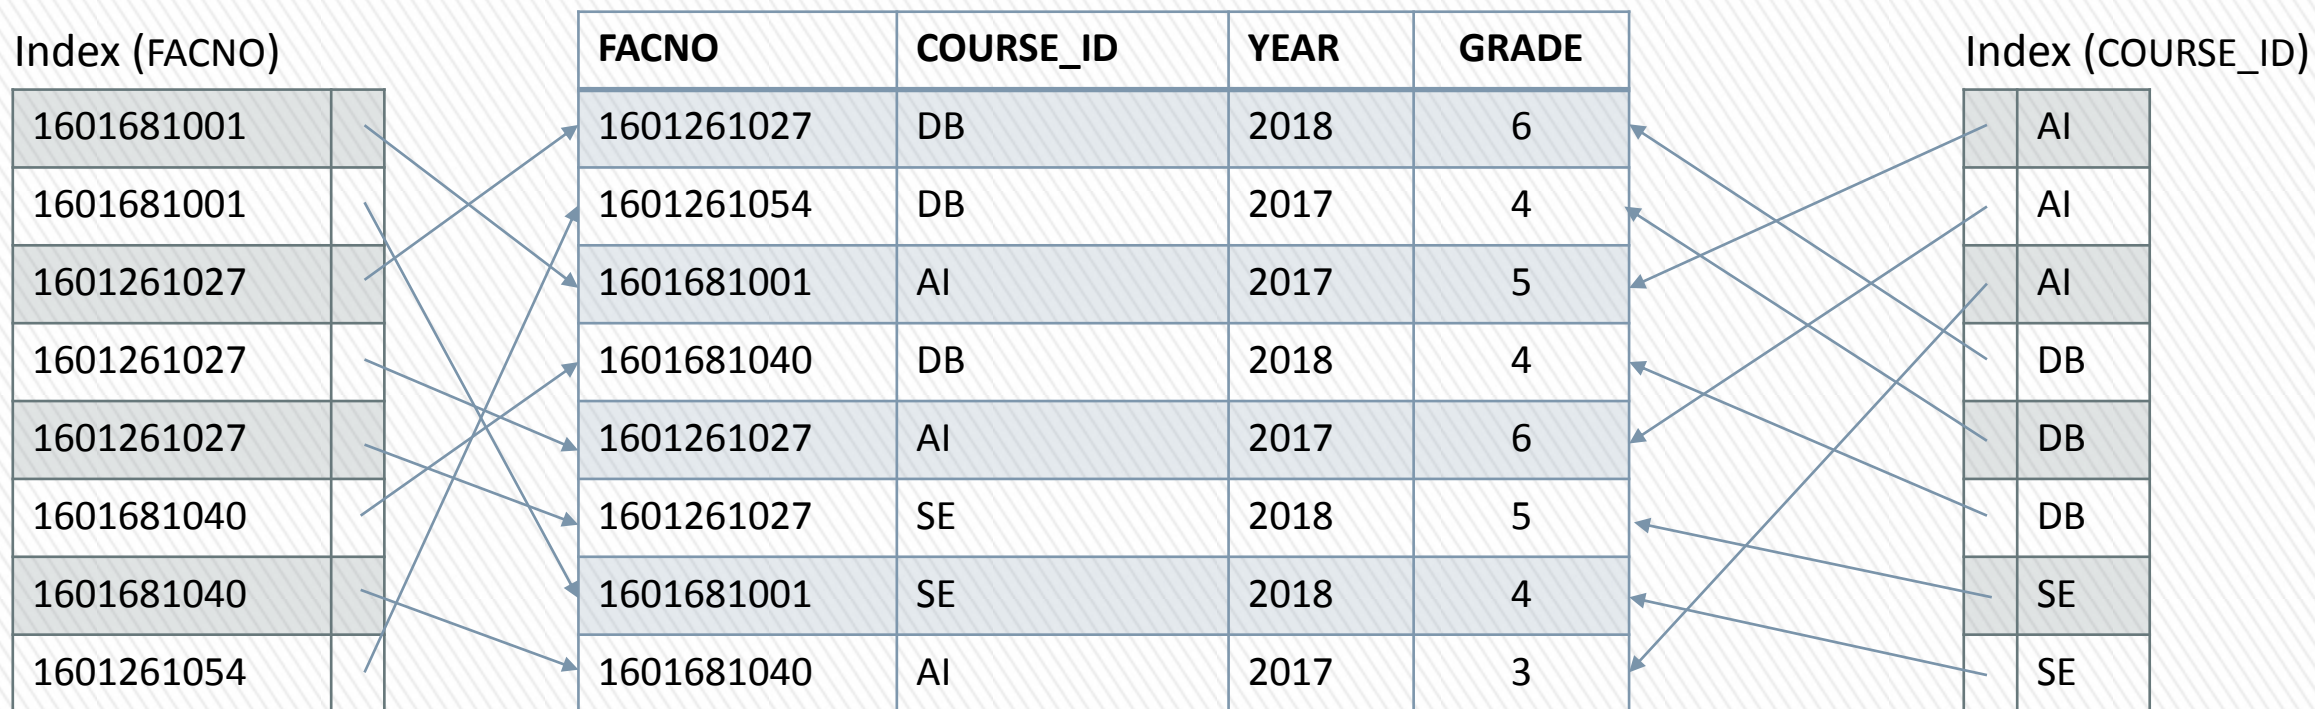 Index (FACNO)
1601681001
1601681001
1601261027
1601261027
1601261027
1601681040
1601681040
1601261054
FACNO COURSE_ID YEAR GRADE
1601261027 DB 2018 6
1601261054 DB 2017 4
1601681001 AI 2017 5
1601681040 DB 2018 4
1601261027 AI 2017 6
1601261027 SE 2018 5
1601681001 SE 2018 4
1601681040 AI 2017 3
Index (COURSE_ID)
AI
AI
AI
DB
DB
DB
SE
SE